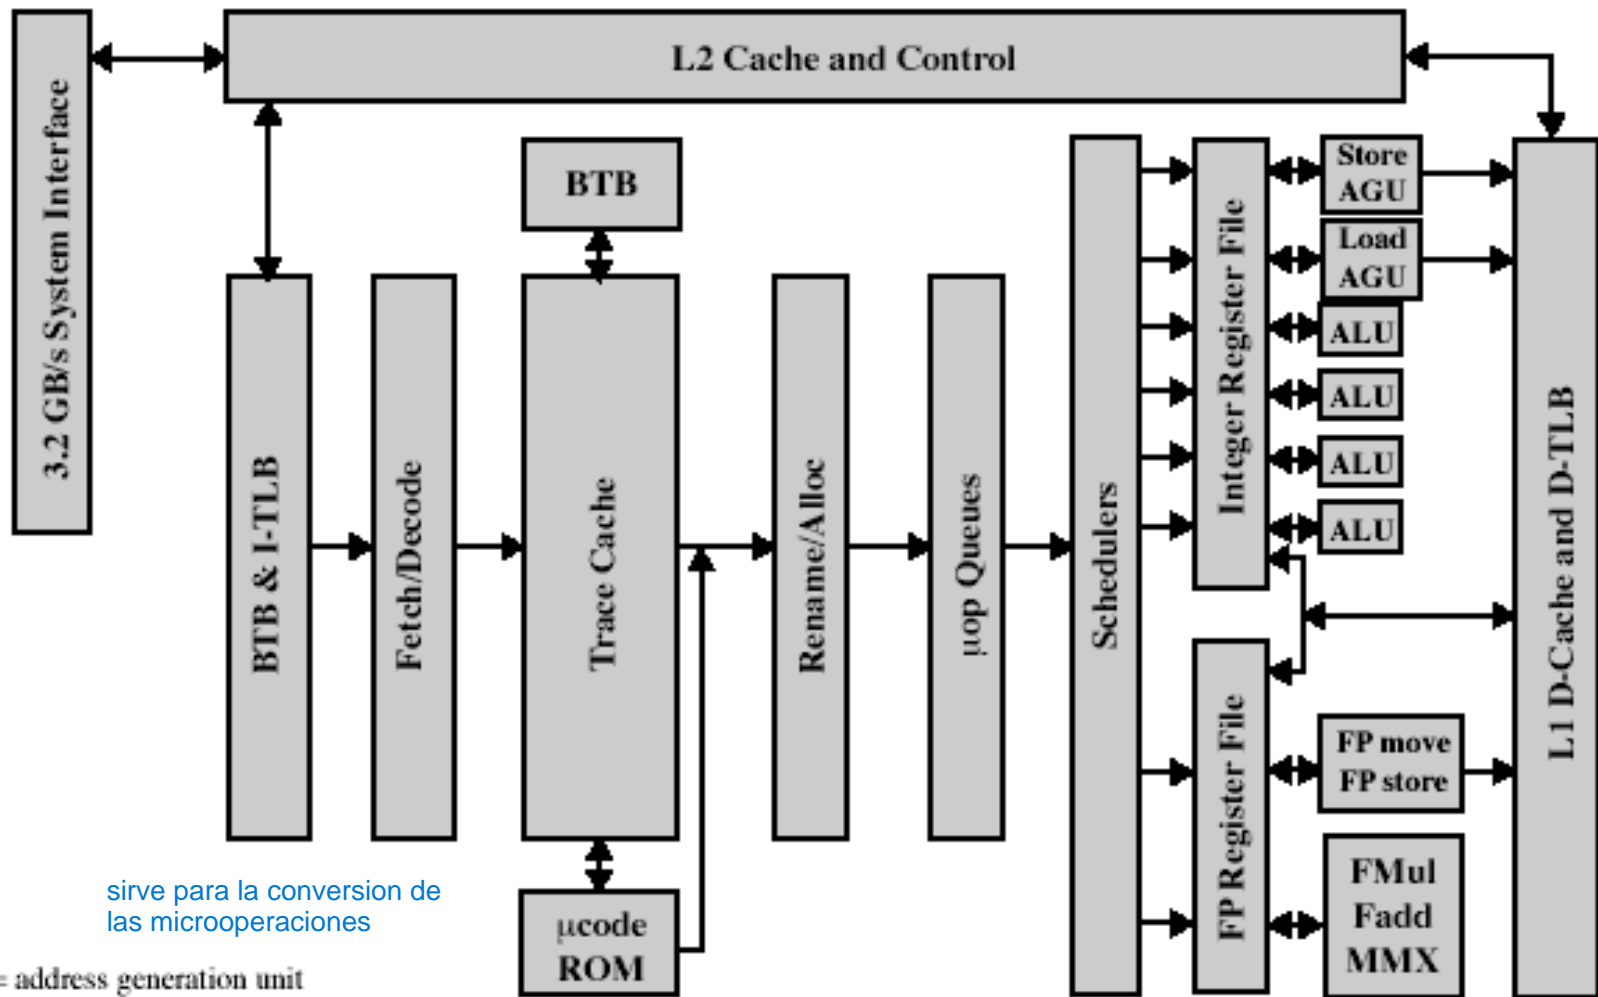 L2 Cache and Control
3.2 GB/s System Interface
BTB
Store
AGU
Load
AGU
ALU
ALU
ALU
ALU
BTB & I-TLB
Fetch/Decode
Trace Cache
Rename/Alloc
μop Queues
Schedulers
Integer Register File
FP Register File
FP move
FP store
FMul
Fadd
MMX
L1 D-Cache and D-TLB
sirve para la conversion de
las microoperaciones
μcode
ROM
= address generation unit